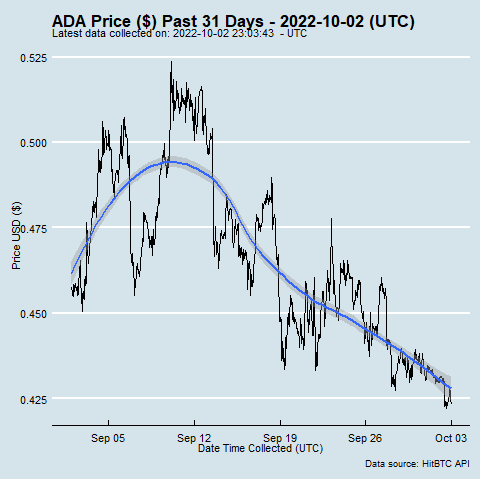 ADA Price ($) Past 31 Days - 2022-10-02 (UTC)
Latest data collected on: 2022-10-02 23:03:43 - UTC
0.525
0.500
0.475
0.450
0.425
Price USD ($)
Sep 05 Sep 12 Sep 19 Sep 26 Oct 03
Date Time Collected (UTC)
Data source: HitBTC API